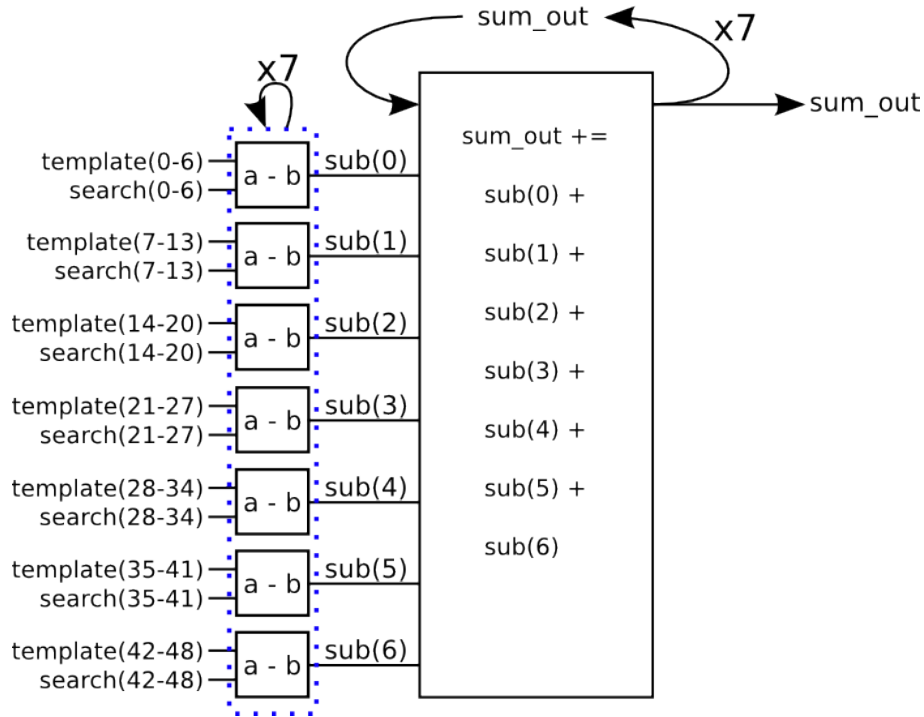 sum_out
x7
x7
sum_out
template(0-6)
search(0-6)
a - b
sub(0)
template(7-13)
search(7-13)
a - b
sub(1)
template(14-20)
search(14-20)
a - b
sub(2)
template(21-27)
search(21-27)
a - b
sub(3)
template(28-34)
search(28-34)
a - b
sub(4)
template(35-41)
search(35-41)
a - b
sub(5)
template(42-48)
search(42-48)
a - b
sub(6)
sum_out +=
sub(0) +
sub(1) +
sub(2) +
sub(3) +
sub(4) +
sub(5) +
sub(6)